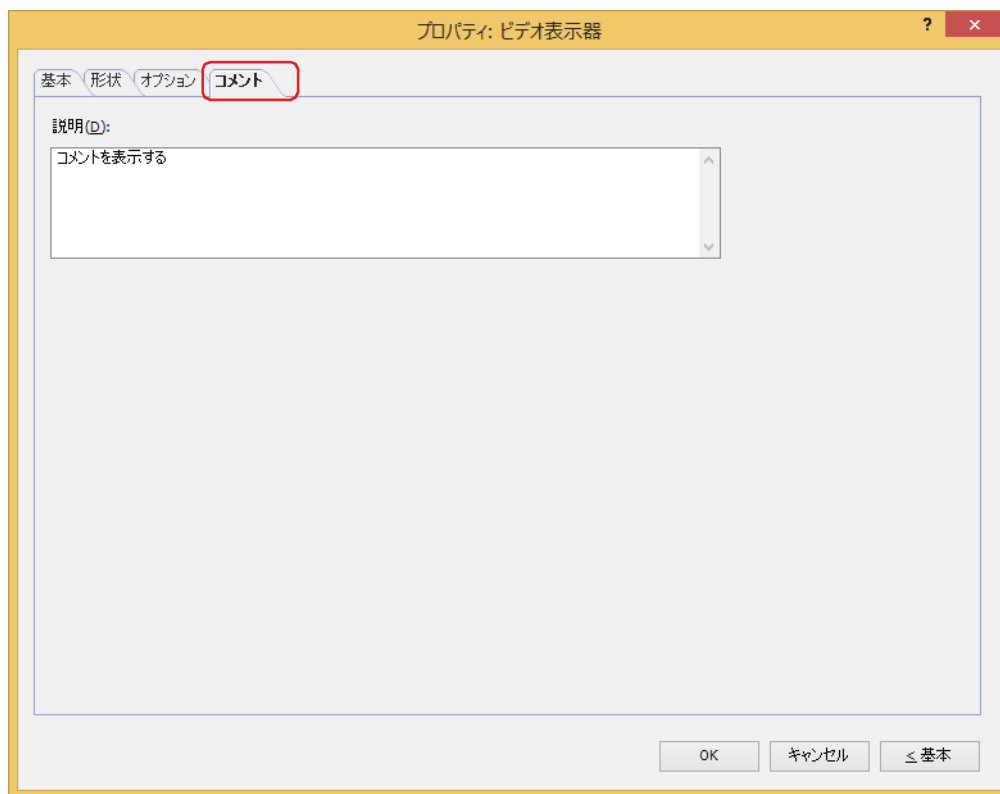 プロパティ: ビデオ表示器
?
基本 形状 オプション コメント
説明(D):
コメントを表示する
OK キャンセル < 基本